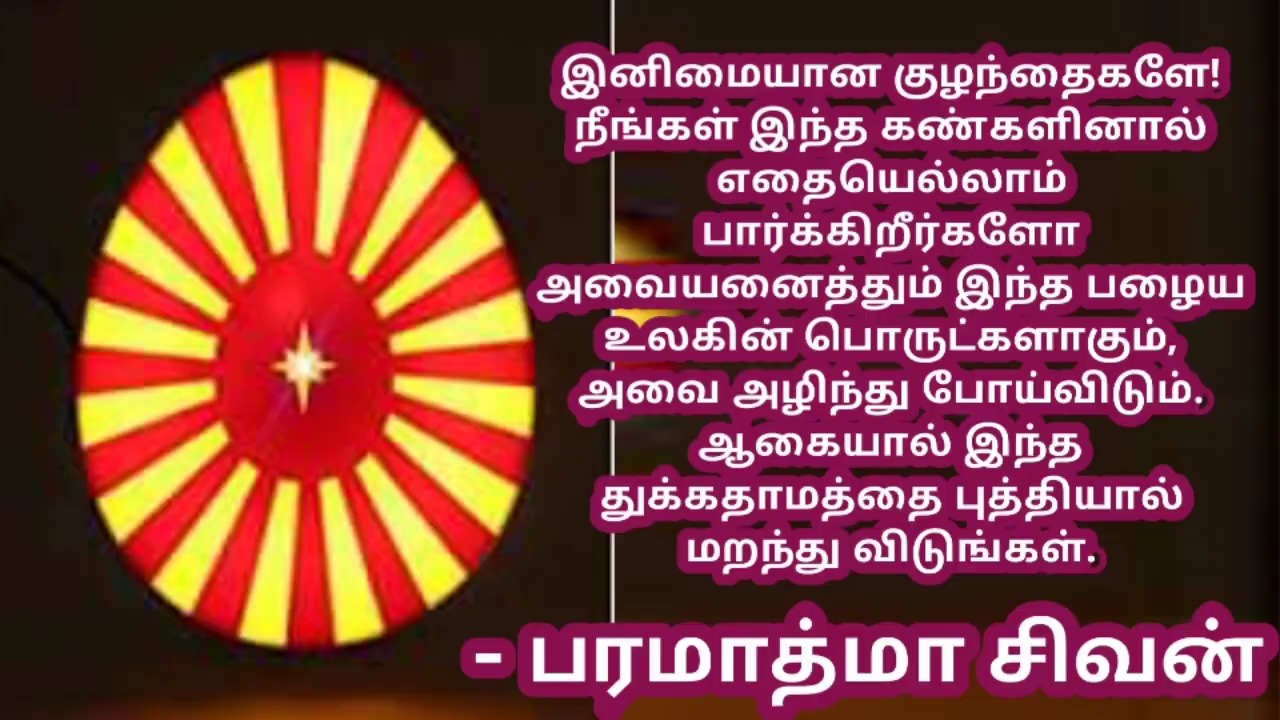 இனிமையான குழந்தைகளே!
நீங்கள் இந்த கண்களினால்
எதையெல்லாம்
பார்க்கிறீர்களோ
அவையனைத்தும் இந்த பழைய
உலகின் பொருட்களாகும்,
அவை அழிந்து போய்விடும்.
ஆகையால் இந்த
துக்கதாமத்தை புத்தியால்
மறந்து விடுங்கள்.
- பரமாத்மா சிவன்